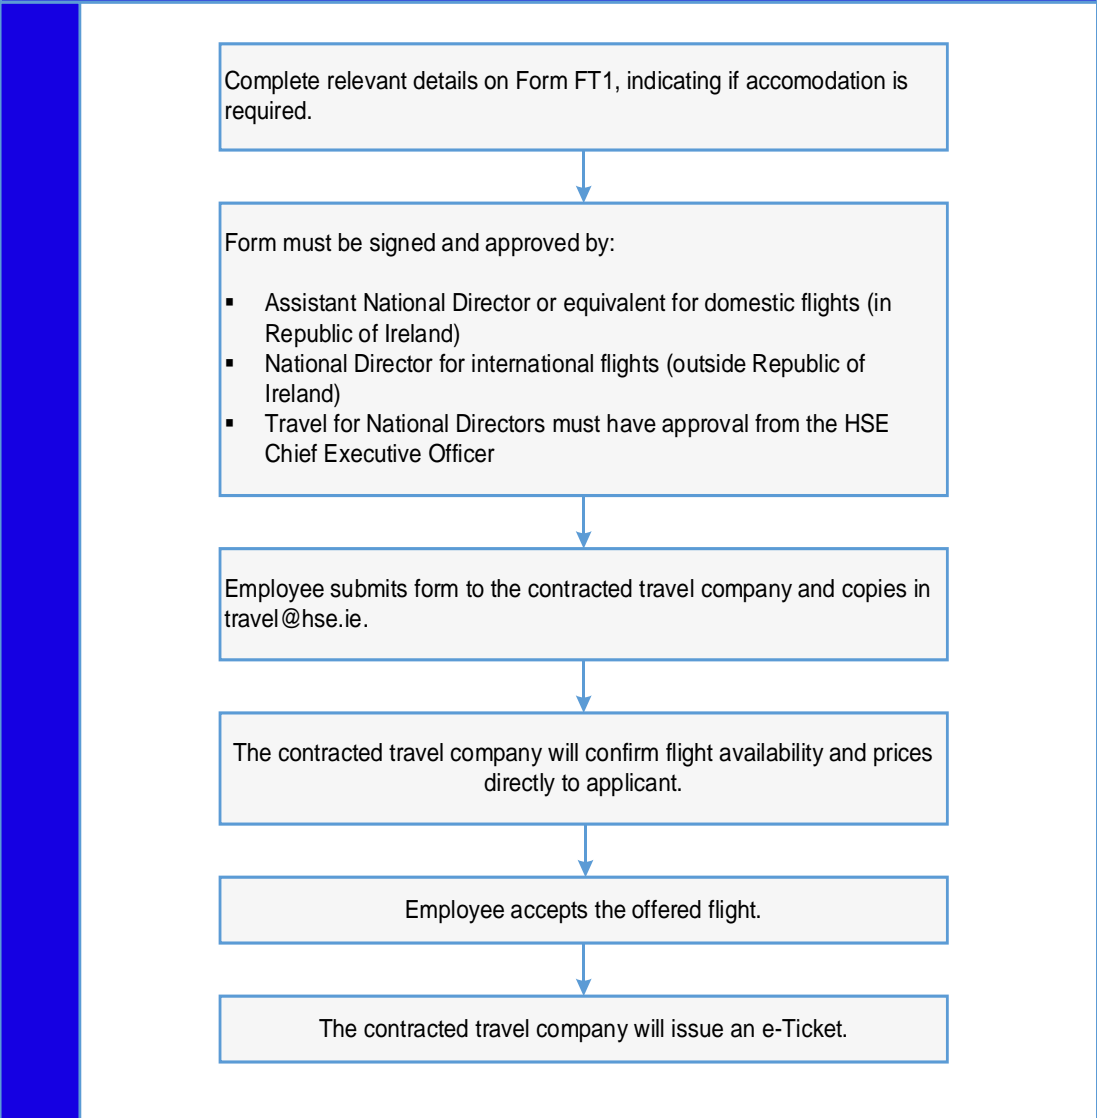 Complete relevant details on Form FT1, indicating if accomodation is
required.
Form must be signed and approved by:
▪ Assistant National Director or equivalent for domestic flights (in
Republic of Ireland)
▪ National Director for international flights (outside Republic of
Ireland)
▪ Travel for National Directors must have approval from the HSE
Chief Executive Officer
Employee submits form to the contracted travel company and copies in
travel@hse.ie.
The contracted travel company will confirm flight availability and prices
directly to applicant.
Employee accepts the offered flight.
The contracted travel company will issue an e-Ticket.